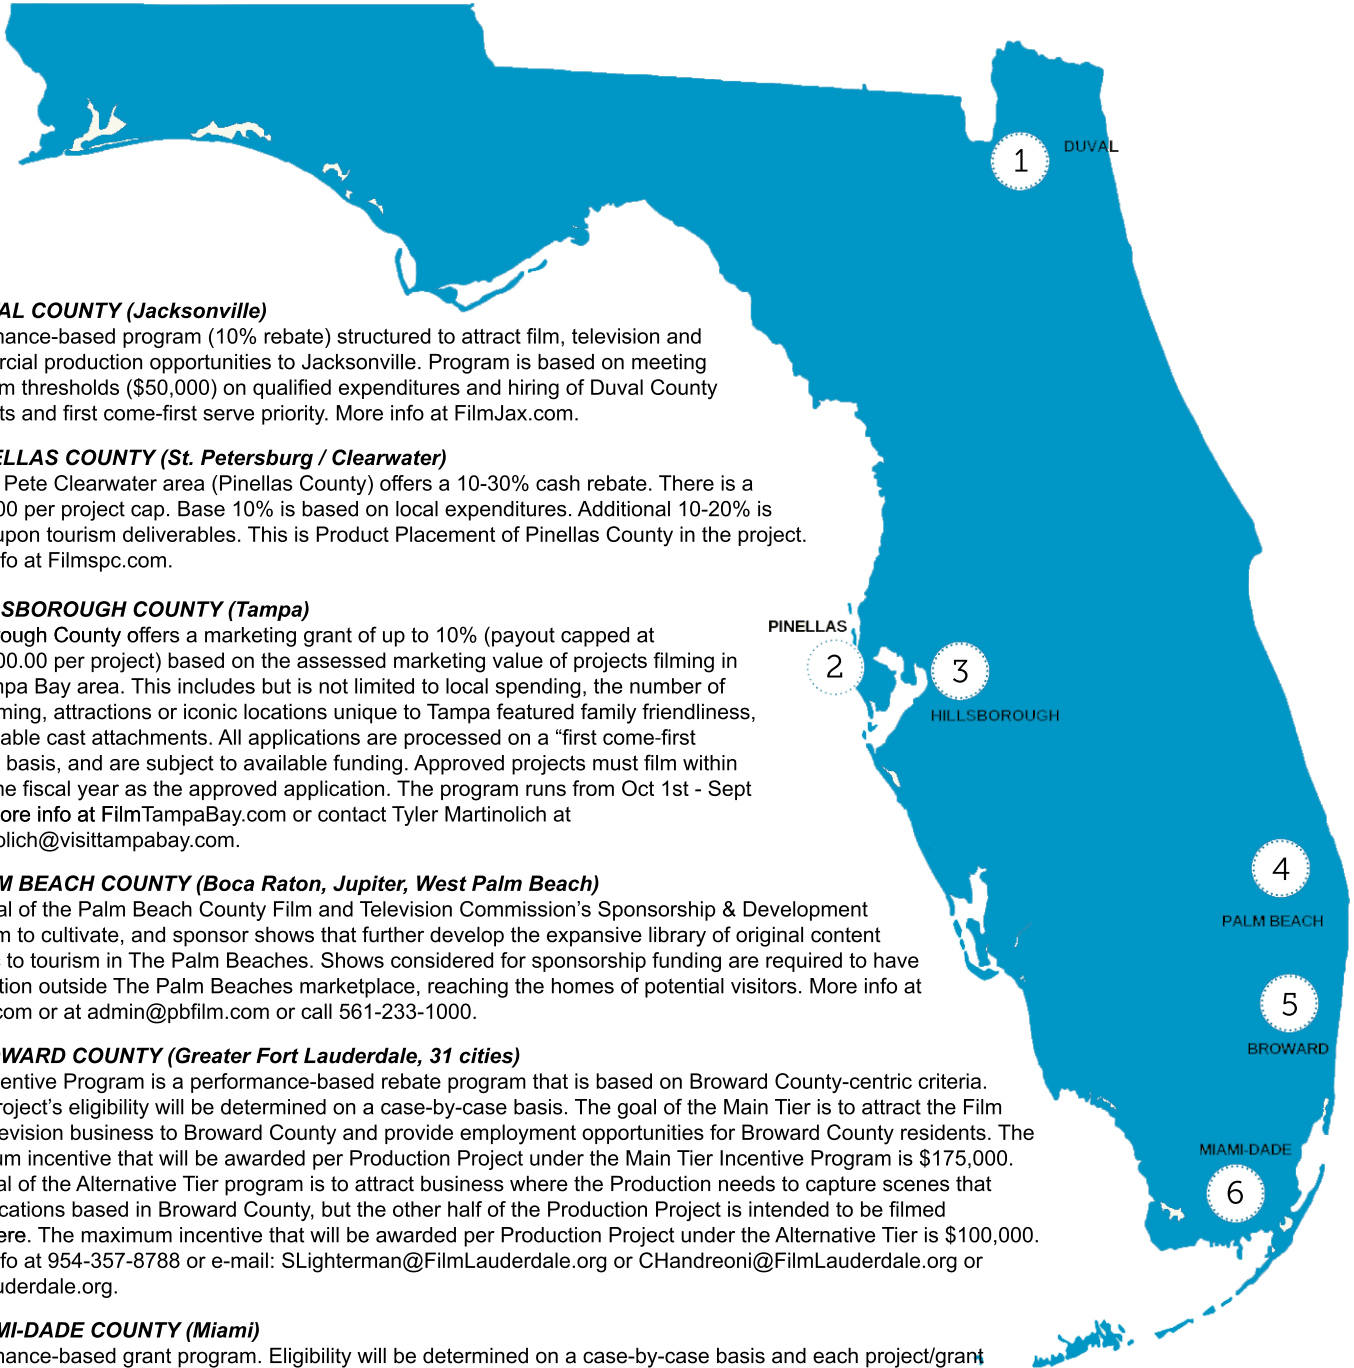 1
DUVAL
AL COUNTY (Jacksonville)
nance-based program (10% rebate) structured to attract film, television and
rcial production opportunities to Jacksonville. Program is based on meeting
m thresholds ($50,000) on qualified expenditures and hiring of Duval County
ts and first come-first serve priority. More info at FilmJax.com.
ELLAS COUNTY (St. Petersburg / Clearwater)
Pete Clearwater area (Pinellas County) offers a 10-30% cash rebate. There is a
00 per project cap. Base 10% is based on local expenditures. Additional 10-20% is
upon tourism deliverables. This is Product Placement of Pinellas County in the project.
fo at Filmspc.com.
SBOROUGH COUNTY (Tampa)
rough County offers a marketing grant of up to 10% (payout capped at
00.00 per project) based on the assessed marketing value of projects filming in
mpa Bay area. This includes but is not limited to local spending, the number of
ming, attractions or iconic locations unique to Tampa featured family friendliness,
able cast attachments. All applications are processed on a “first come-first
basis, and are subject to available funding. Approved projects must film within
ne fiscal year as the approved application. The program runs from Oct 1st - Sept
ore info at FilmTampaBay.com or contact Tyler Martinolich at
olich@visittampabay.com.
PINELLAS
2
3
HILLSBOROUGH
M BEACH COUNTY (Boca Raton, Jupiter, West Palm Beach)
al of the Palm Beach County Film and Television Commission’s Sponsorship & Development
m to cultivate, and sponsor shows that further develop the expansive library of original content
to tourism in The Palm Beaches. Shows considered for sponsorship funding are required to have
tion outside The Palm Beaches marketplace, reaching the homes of potential visitors. More info at
com or at admin@pbfilm.com or call 561-233-1000.
4
PALM BEACH
5
BROWARD
OWARD COUNTY (Greater Fort Lauderdale, 31 cities)
entive Program is a performance-based rebate program that is based on Broward County-centric criteria.
roject’s eligibility will be determined on a case-by-case basis. The goal of the Main Tier is to attract the Film
levision business to Broward County and provide employment opportunities for Broward County residents. The
um incentive that will be awarded per Production Project under the Main Tier Incentive Program is $175,000.
al of the Alternative Tier program is to attract business where the Production needs to capture scenes that
cations based in Broward County, but the other half of the Production Project is intended to be filmed
ere. The maximum incentive that will be awarded per Production Project under the Alternative Tier is $100,000.
fo at 954-357-8788 or e-mail: SLighterman@FilmLauderdale.org or CHandreoni@FilmLauderdale.org or
uderdale.org.
MIAMI-DADE
6
MI-DADE COUNTY (Miami)
nance-based grant program. Eligibility will be determined on a case-by-case basis and each project/grant